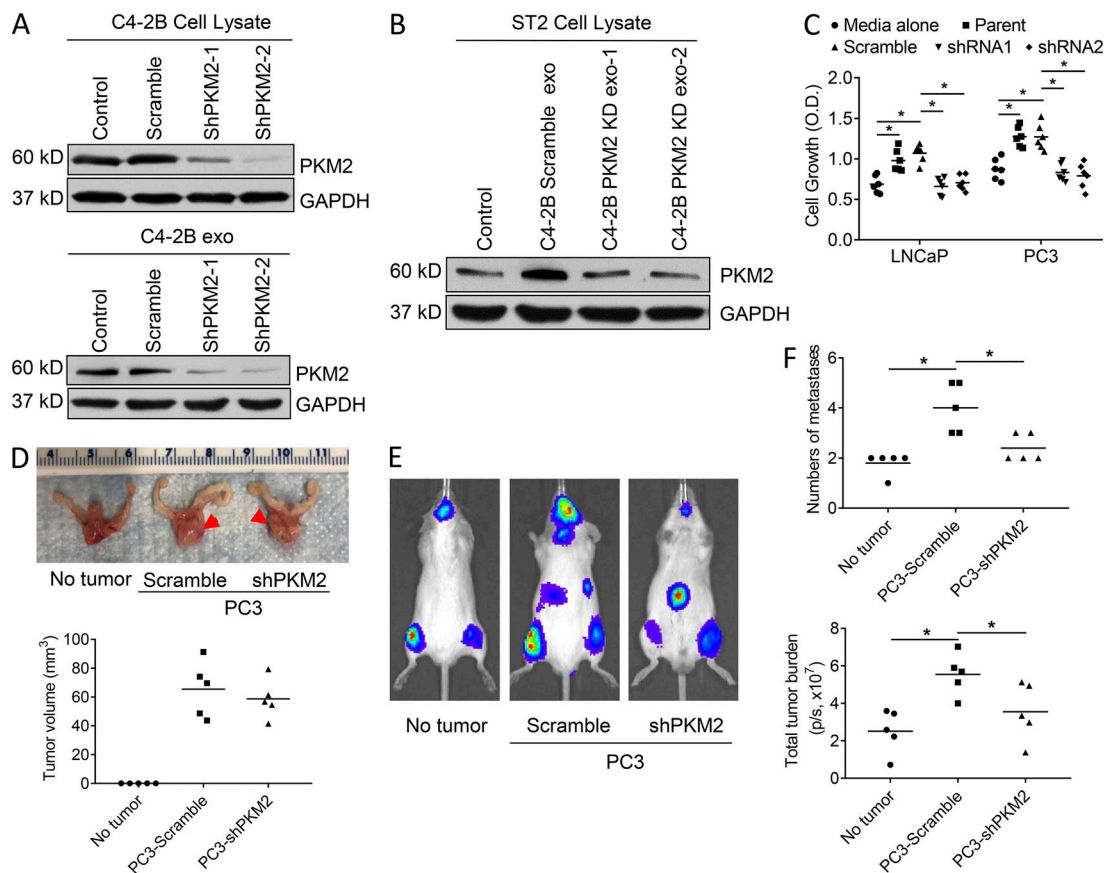 A
C4-2B Cell Lysate
Control
Scramble
ShPKM2-1
ShPKM2-2
60 kD
PKM2
37 kD
GAPDH
C4-2B exo
Control
Scramble
ShPKM2-1
ShPKM2-2
60 kD
PKM2
37 kD
GAPDH
B
ST2 Cell Lysate
Control
C4-2B Scramble exo
C4-2B PKM2 KD exo-1
C4-2B PKM2 KD exo-2
60 kD
PKM2
37 kD
GAPDH
C
Media alone
Parent
Scramble
shRNA1
shRNA2
Cell Growth (O.D.)
2.0
1.5
1.0
0.5
0.0
* * * *
* * * *
LNCaP
PC3
D
4 5 6 7 8 9 10 11
No tumor
Scramble
shPKM2
PC3
Tumor volume (mm³)
100
80
60
40
20
0
No tumor
PC3-Scramble
PC3-shPKM2
E
No tumor
Scramble
shPKM2
PC3
F
Numbers of metastases
6
4
2
0
* *
No tumor
PC3-Scramble
PC3-shPKM2
Total tumor burden
(p/s, x10⁷)
8
6
4
2
0
* *
No tumor
PC3-Scramble
PC3-shPKM2